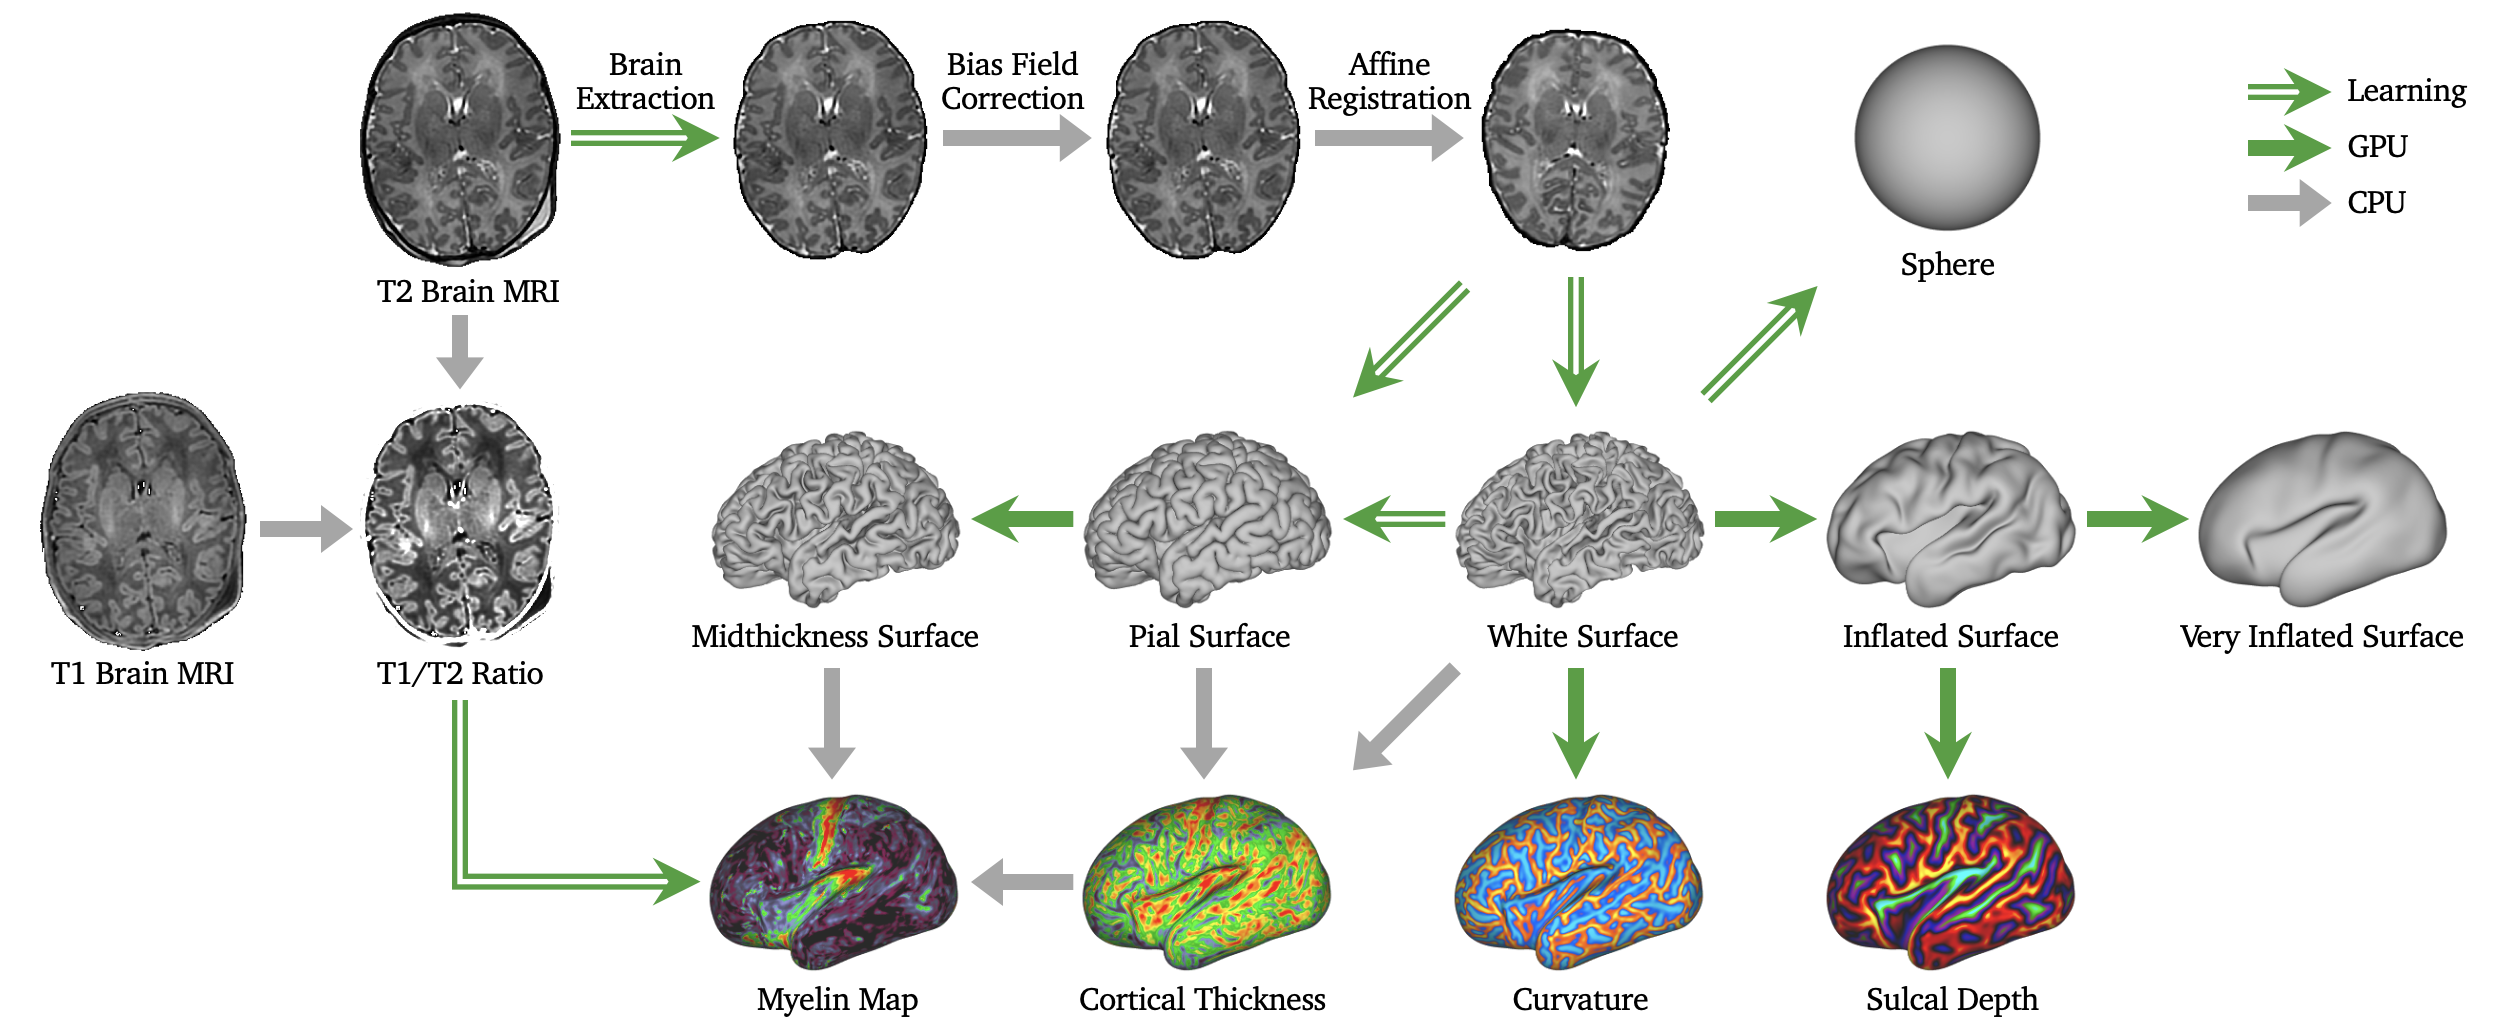 Brain
Extraction
Bias Field
Correction
Affine
Registration
Learning
GPU
CPU
Sphere
T2 Brain MRI
T1 Brain MRI
T1/T2 Ratio
Midthickness Surface
Pial Surface
White Surface
Inflated Surface
Very Inflated Surface
Myelin Map
Cortical Thickness
Curvature
Sulcal Depth